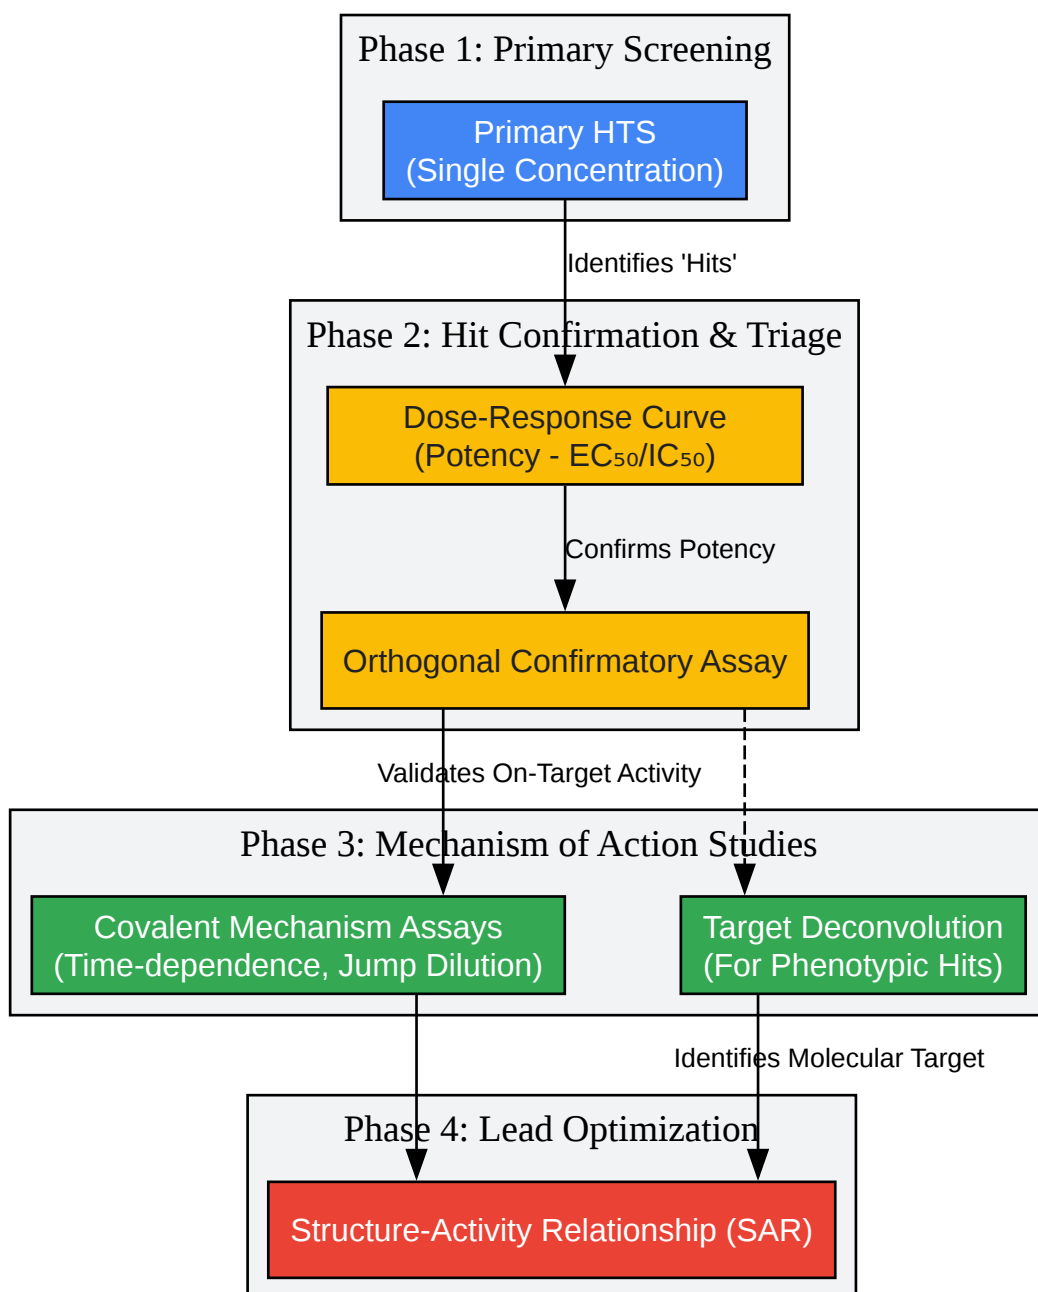 Phase 1: Primary Screening
Primary HTS
(Single Concentration)
Identifies 'Hits'
Phase 2: Hit Confirmation & Triage
Dose-Response Curve
(Potency - EC₅₀/IC₅₀)
Confirms Potency
Orthogonal Confirmatory Assay
Validates On-Target Activity
Phase 3: Mechanism of Action Studies
Covalent Mechanism Assays
(Time-dependence, Jump Dilution)
Target Deconvolution
(For Phenotypic Hits)
Identifies Molecular Target
Phase 4: Lead Optimization
Structure-Activity Relationship (SAR)